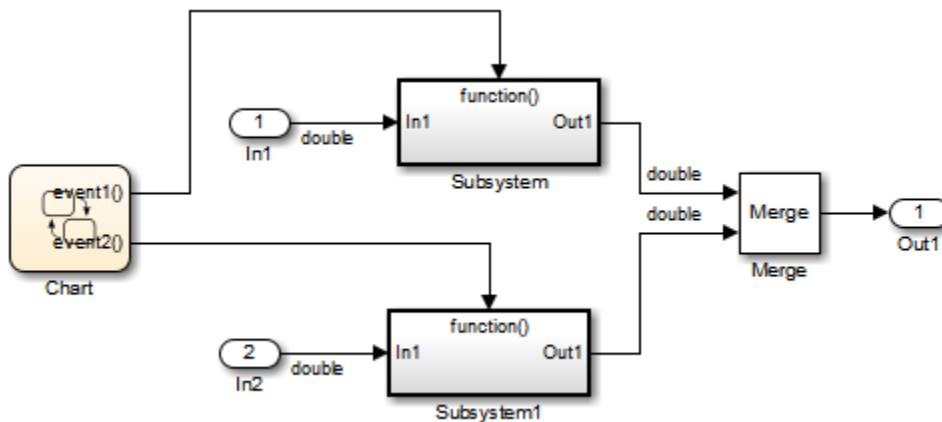 function()
1
In1
Out1
double
In1
Subsystem
double
event1()
Merge
1
double
event2()
Out1
Merge
Chart
function()
2
In1
Out1
double
In2
Subsystem1